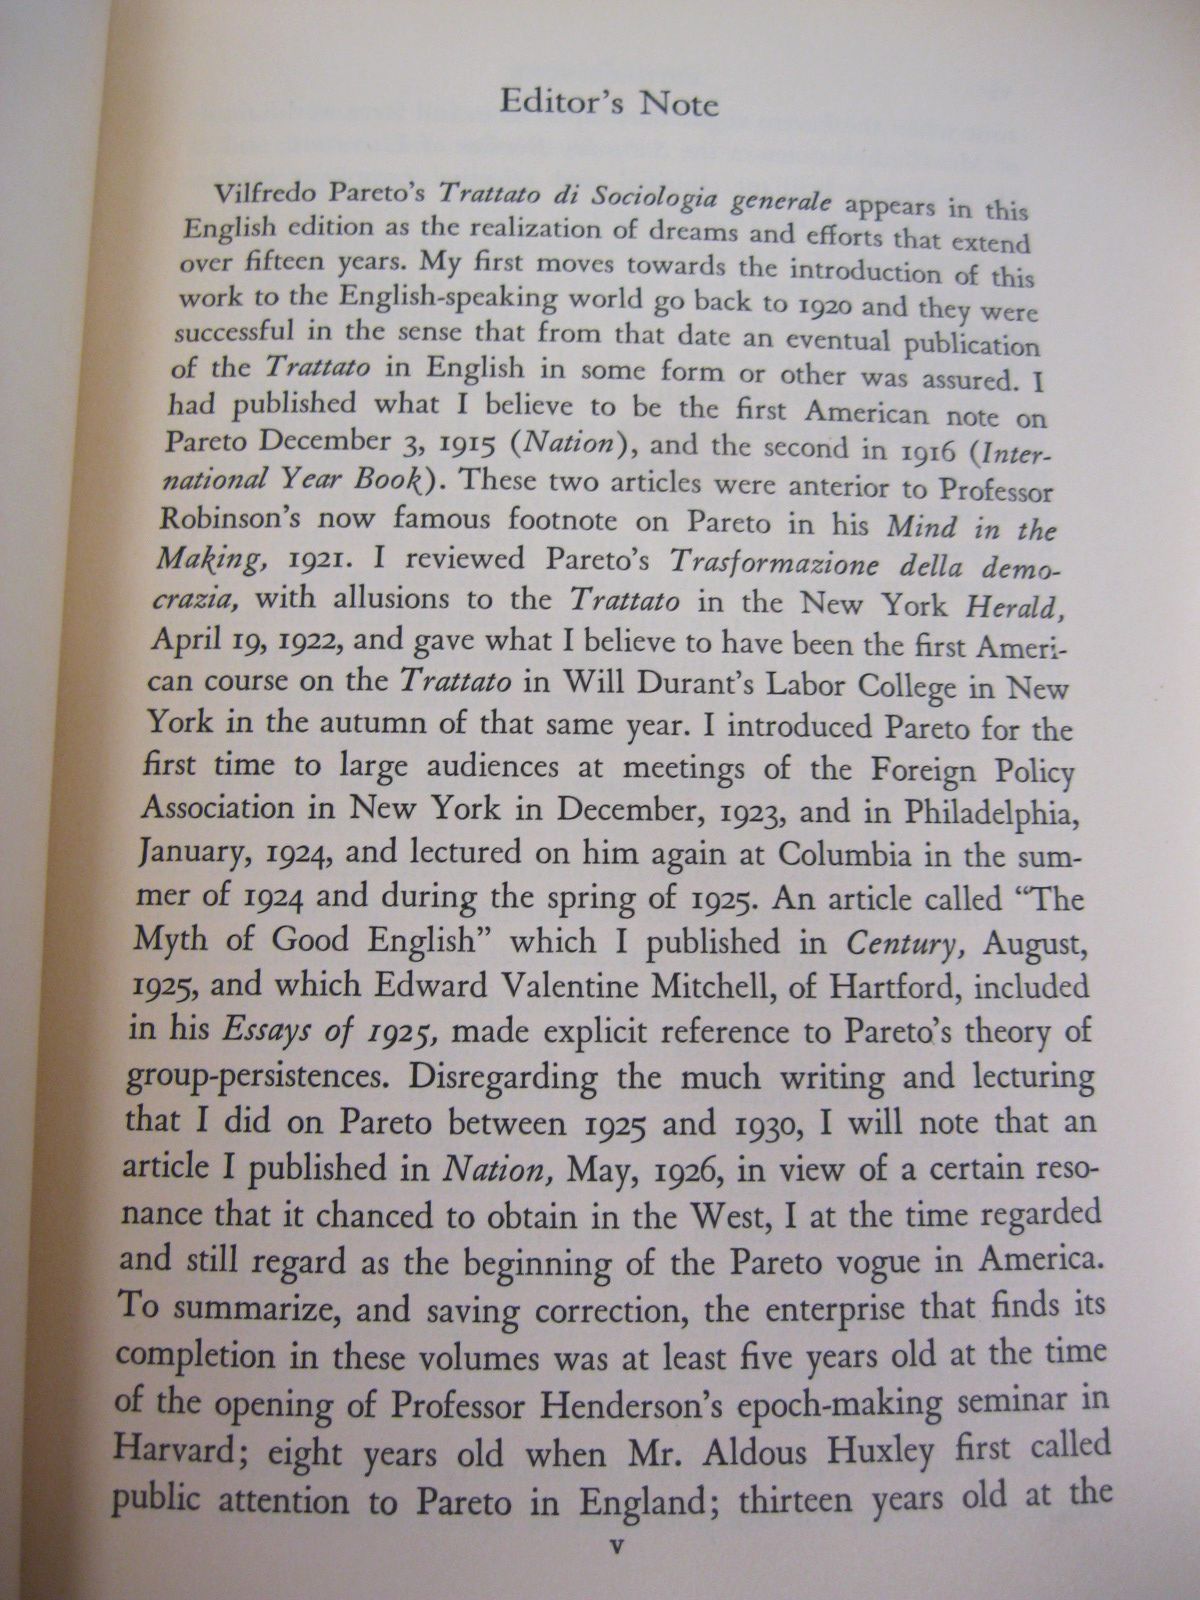 Editor's Note
Vilfredo Pareto's Trattato di Sociologia generale appears in this
English edition as the realization of dreams and efforts that extend
over fifteen years. My first moves towards the introduction of this
work to the English-speaking world go back to 1920 and they were
successful in the sense that from that date an eventual publication
of the Trattato in English in some form or other was assured. I
had published what I believe to be the first American note on
Pareto December 3, 1915 (Nation), and the second in 1916 (Inter-
national Year Book). These two articles were anterior to Professor
Robinson's now famous footnote on Pareto in his Mind in the
Making, 1921. I reviewed Pareto's Trasformazione della demo-
crazia, with allusions to the Trattato in the New York Herald,
April 19, 1922, and gave what I believe to have been the first Ameri-
can course on the Trattato in Will Durant's Labor College in New
York in the autumn of that same year. I introduced Pareto for the
first time to large audiences at meetings of the Foreign Policy
Association in New York in December, 1923, and in Philadelphia,
January, 1924, and lectured on him again at Columbia in the sum-
mer of 1924 and during the spring of 1925. An article called "The
Myth of Good English" which I published in Century, August,
1925, and which Edward Valentine Mitchell, of Hartford, included
in his Essays of 1925, made explicit reference to Pareto's theory of
group-persistences. Disregarding the much writing and lecturing
that I did on Pareto between 1925 and 1930, I will note that an
article I published in Nation, May, 1926, in view of a certain reso-
nance that it chanced to obtain in the West, I at the time regarded
and still regard as the beginning of the Pareto vogue in America.
To summarize, and saving correction, the enterprise that finds its
completion in these volumes was at least five years old at the time
of the opening of Professor Henderson's epoch-making seminar in
Harvard; eight years old when Mr. Aldous Huxley first called
public attention to Pareto in England; thirteen years old at the
v